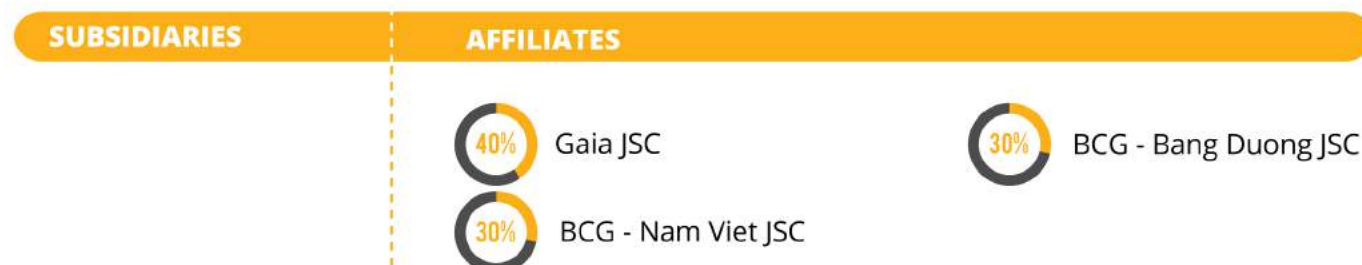 SUBSIDIARIES
AFFILIATES
40% Gaia JSC
30% BCG - Bang Duong JSC
30% BCG - Nam Viet JSC